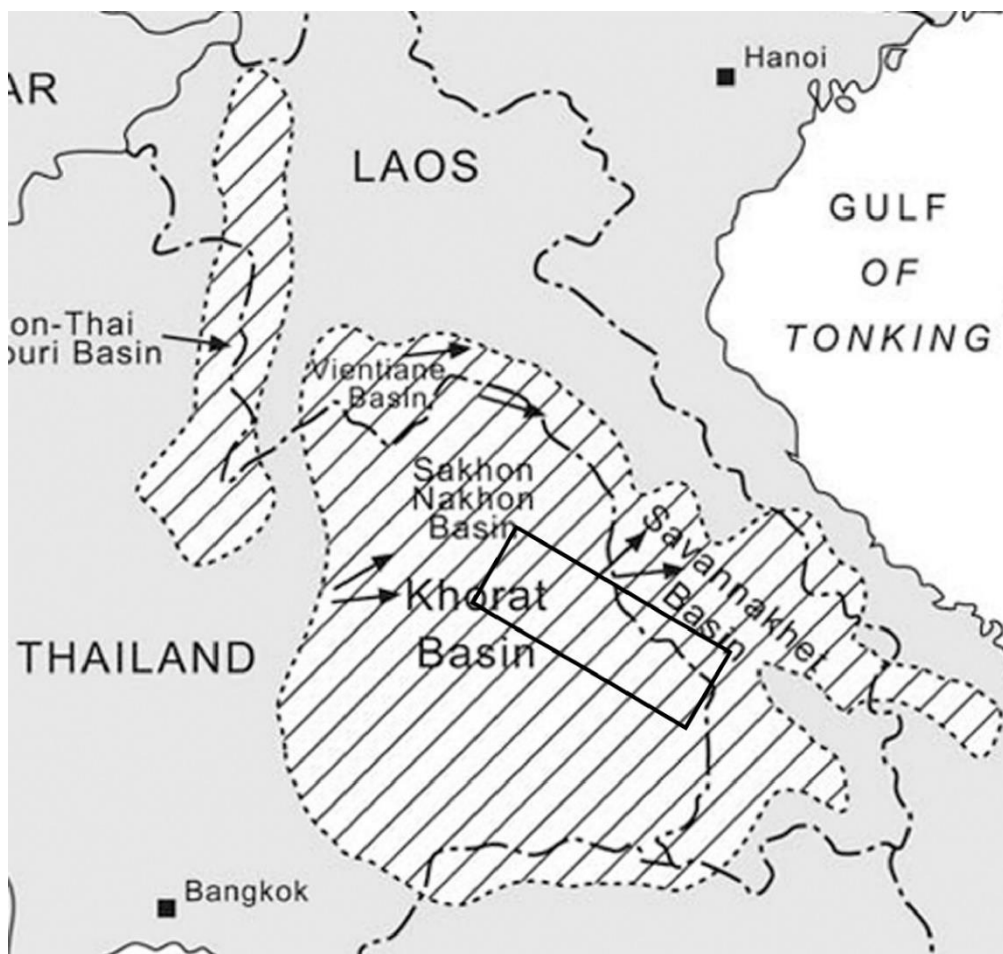 Hanoi
AR
LAOS
GULF
OF
TONKING
on-Thai
ouri Basin
Vientiane
Basin
Sakhon
Nakhon
Basin
Savannakhet
Basin
Khorat
Basin
THAILAND
Bangkok